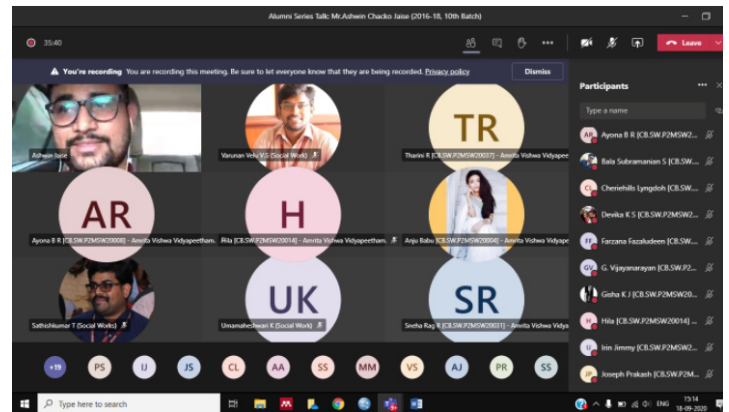 Alumni Series Talk: Mr.Ashwin Chacko Jaise (2016-18, 10th Batch)
35:40
Leave
You're recording You are recording this meeting. Be sure to let everyone know that they are being recorded. Privacy policy
Dismiss
Participants
Type a name
Ashwin Jaise
Varunan Velu V.S (Social Work)
TR
Tharini R [CB.SW.P2MSW20037] - Amrita Vishwa Vidyapee
AR
Ayona B R [CB.SW.P2MSW20008] - Amrita Vishwa Vidyapeetham.
H
Hila [CB.SW.P2MSW20014] - Amrita Vishwa Vidyapeetham.
Anju Babu [CB.SW.P2MSW20004] - Amrita Vishwa Vidyapee
Sathishkumar T (Social Works)
UK
Umamaheshwari K (Social Work)
SR
Sneha Rag R [CB.SW.P2MSW20031] - Amrita Vishwa Vidya
+19 PS IJ JS CL AA SS MM VS AJ PR SS
AR Ayona B R [CB.SW.P2MSW2...
Bala Subramanian S [CB.SW....
CL Cheriehills Lyngdoh [CB.SW...
Devika K S [CB.SW.P2MSW2...
FF Farzana Fazaludeen [CB.SW...
GV G. Vijayanarayan [CB.SW.P2...
Gisha K J [CB.SW.P2MSW20...
H Hila [CB.SW.P2MSW20014] ...
Irin Jimmy [CB.SW.P2MSW2...
JP Joseph Prakash [CB.SW.P2M...
Type here to search
ENG
15:14
18-09-2020